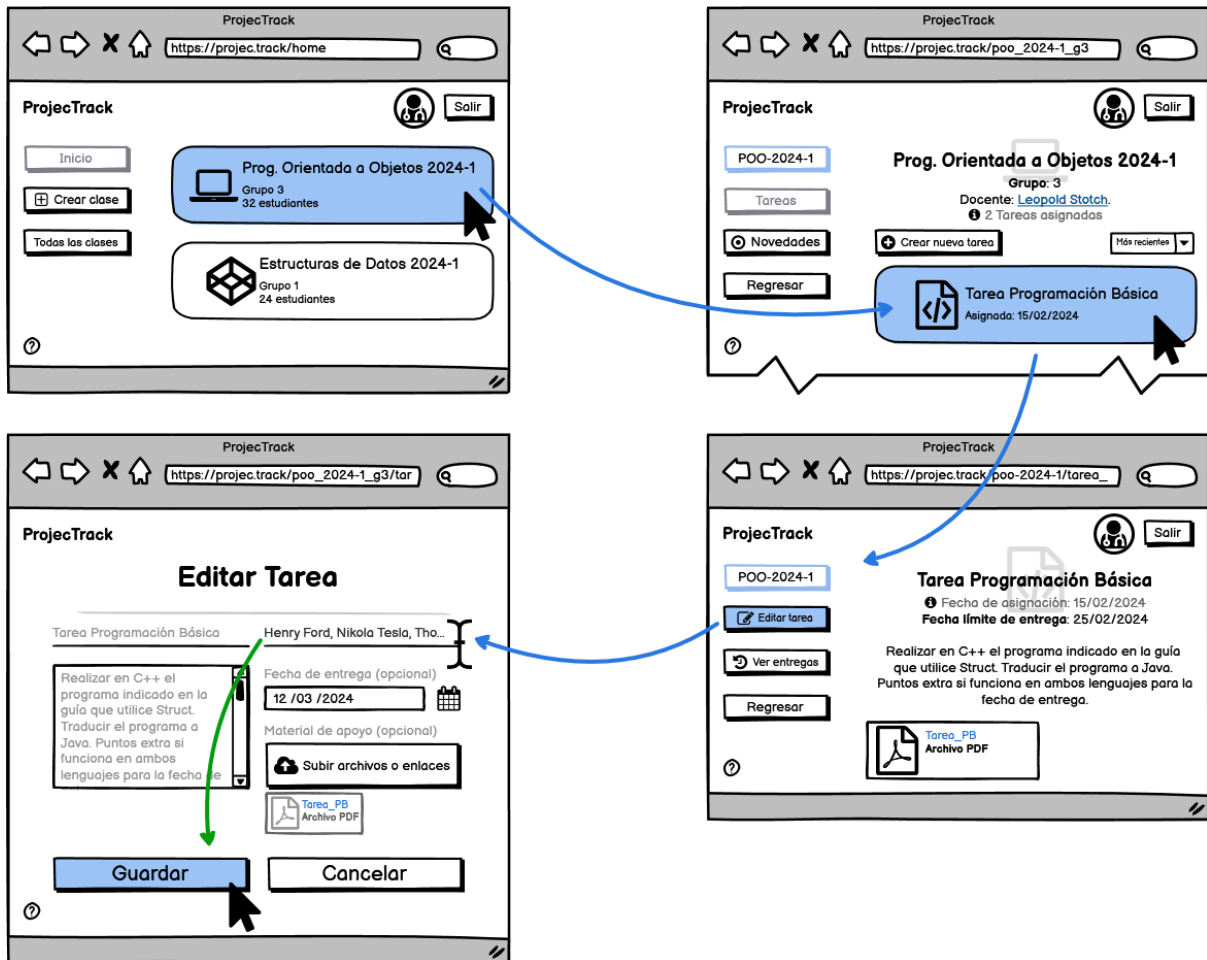 ProjecTrack
https://projec.track/home
ProjecTrack
Salir
Inicio
Crear clase
Todas las clases
Prog. Orientada a Objetos 2024-1
Grupo 3
32 estudiantes
Estructuras de Datos 2024-1
Grupo 1
24 estudiantes
?
ProjecTrack
https://projec.track/poo_2024-1_g3
ProjecTrack
Salir
POO-2024-1
Tareas
Novedades
Regresar
Prog. Orientada a Objetos 2024-1
Grupo: 3
Docente: Leopold Stotch.
2 Tareas asignadas
Crear nueva tarea
Más recientes
Tarea Programación Básica
Asignada: 15/02/2024
?
ProjecTrack
https://projec.track/poo_2024-1_g3/tar
ProjecTrack
Editar Tarea
Tarea Programación Básica
Henry Ford, Nikola Tesla, Tho...
Realizar en C++ el
programa indicado en la
guía que utilice Struct.
Traducir el programa a
Java. Puntos extra si
funciona en ambos
lenguajes para la fecha de
Fecha de entrega (opcional)
12 /03 /2024
Material de apoyo (opcional)
Subir archivos o enlaces
Tarea_PB
Archivo PDF
Guardar
Cancelar
?
ProjecTrack
https://projec.track/poo-2024-1/tarea_
ProjecTrack
Salir
POO-2024-1
Editar tarea
Ver entregas
Regresar
Tarea Programación Básica
Fecha de asignación: 15/02/2024
Fecha límite de entrega: 25/02/2024
Realizar en C++ el programa indicado en la guía
que utilice Struct. Traducir el programa a Java.
Puntos extra si funciona en ambos lenguajes para la
fecha de entrega.
Tarea_PB
Archivo PDF
?